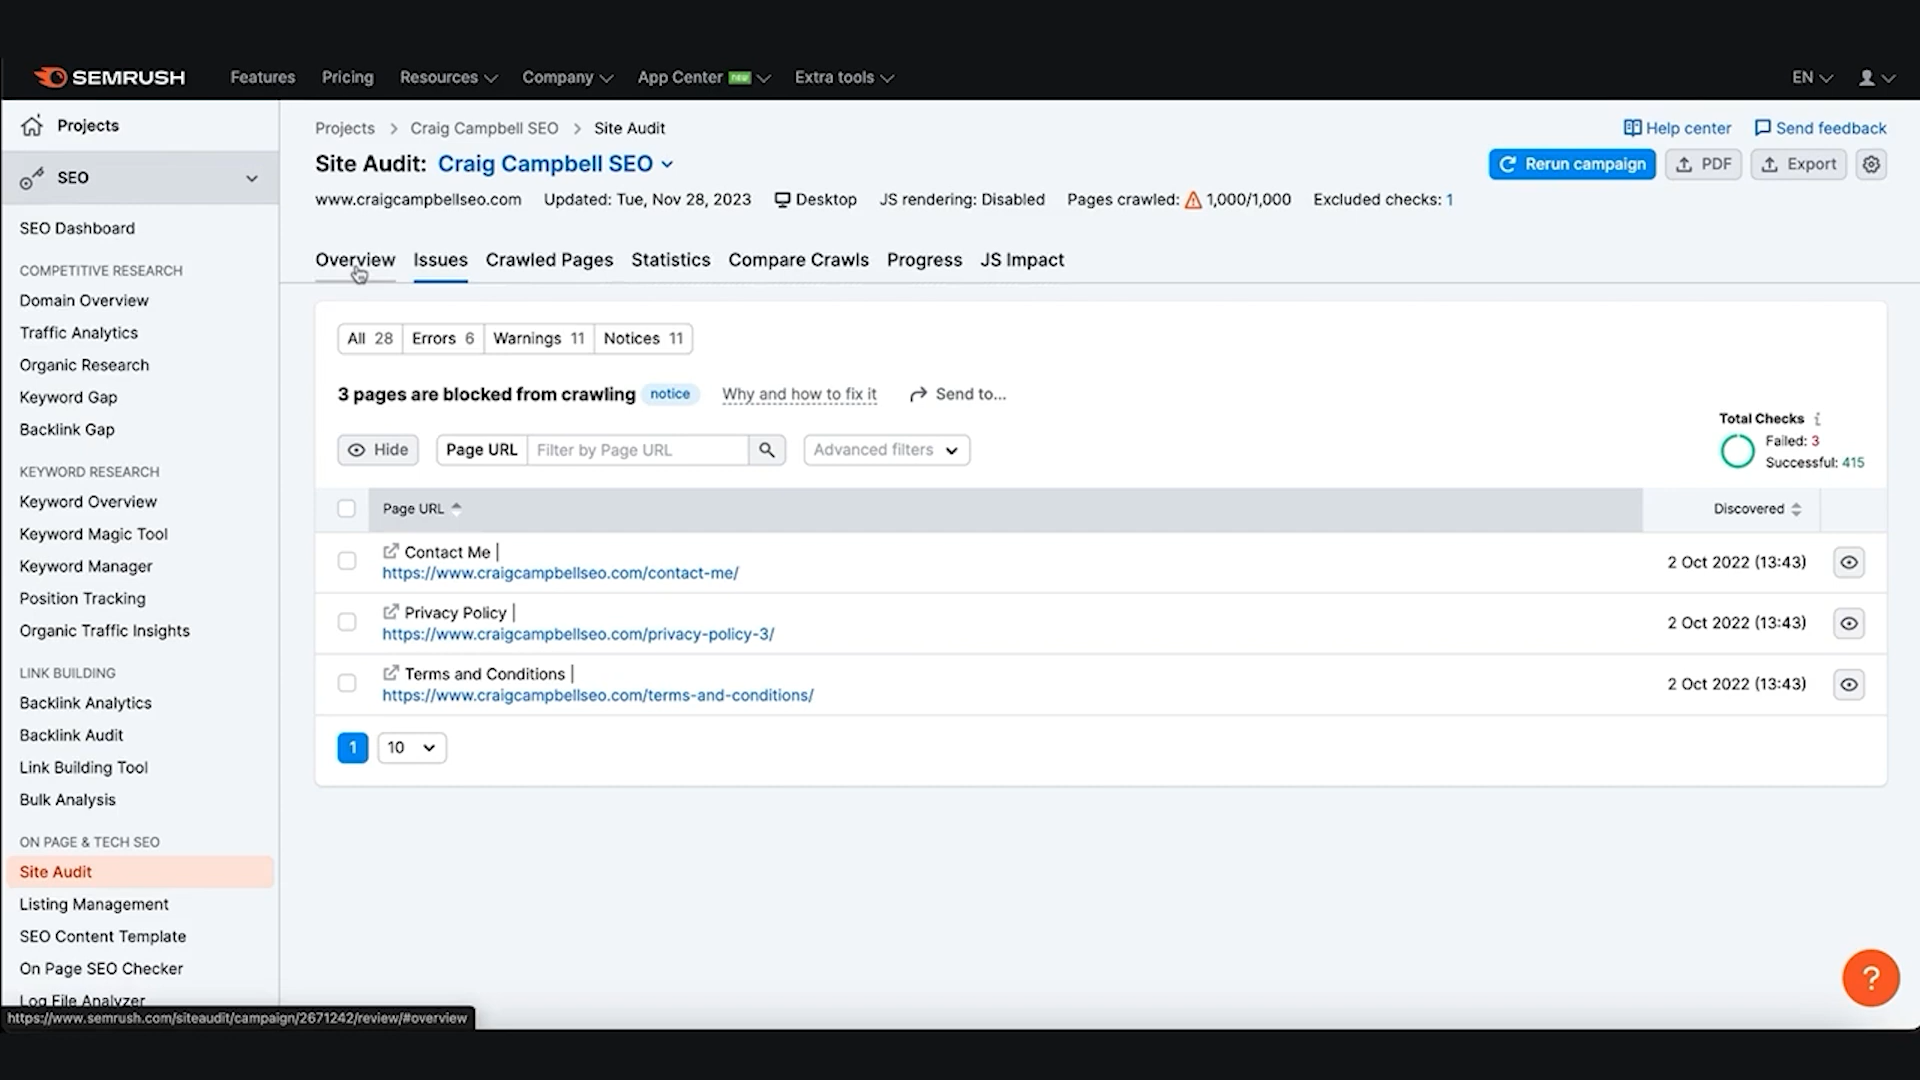 SEMRUSH Features Pricing Resources Company App Center new Extra tools EN
Projects
SEO
SEO Dashboard
COMPETITIVE RESEARCH
Domain Overview
Traffic Analytics
Organic Research
Keyword Gap
Backlink Gap
KEYWORD RESEARCH
Keyword Overview
Keyword Magic Tool
Keyword Manager
Position Tracking
Organic Traffic Insights
LINK BUILDING
Backlink Analytics
Backlink Audit
Link Building Tool
Bulk Analysis
ON PAGE & TECH SEO
Site Audit
Listing Management
SEO Content Template
On Page SEO Checker
Log File Analyzer
https://www.semrush.com/siteaudit/campaign/2671242/review/#overview
Projects > Craig Campbell SEO > Site Audit
Help center Send feedback
Site Audit: Craig Campbell SEO
Rerun campaign PDF Export
www.craigcampbellseo.com Updated: Tue, Nov 28, 2023 Desktop JS rendering: Disabled Pages crawled: 1,000/1,000 Excluded checks: 1
Overview Issues Crawled Pages Statistics Compare Crawls Progress JS Impact
All 28 Errors 6 Warnings 11 Notices 11
3 pages are blocked from crawling notice Why and how to fix it Send to...
Total Checks i
Failed: 3
Successful: 415
Hide Page URL Filter by Page URL Advanced filters
Page URL Discovered
Contact Me |
https://www.craigcampbellseo.com/contact-me/
2 Oct 2022 (13:43)
Privacy Policy |
https://www.craigcampbellseo.com/privacy-policy-3/
2 Oct 2022 (13:43)
Terms and Conditions |
https://www.craigcampbellseo.com/terms-and-conditions/
2 Oct 2022 (13:43)
1 10
?